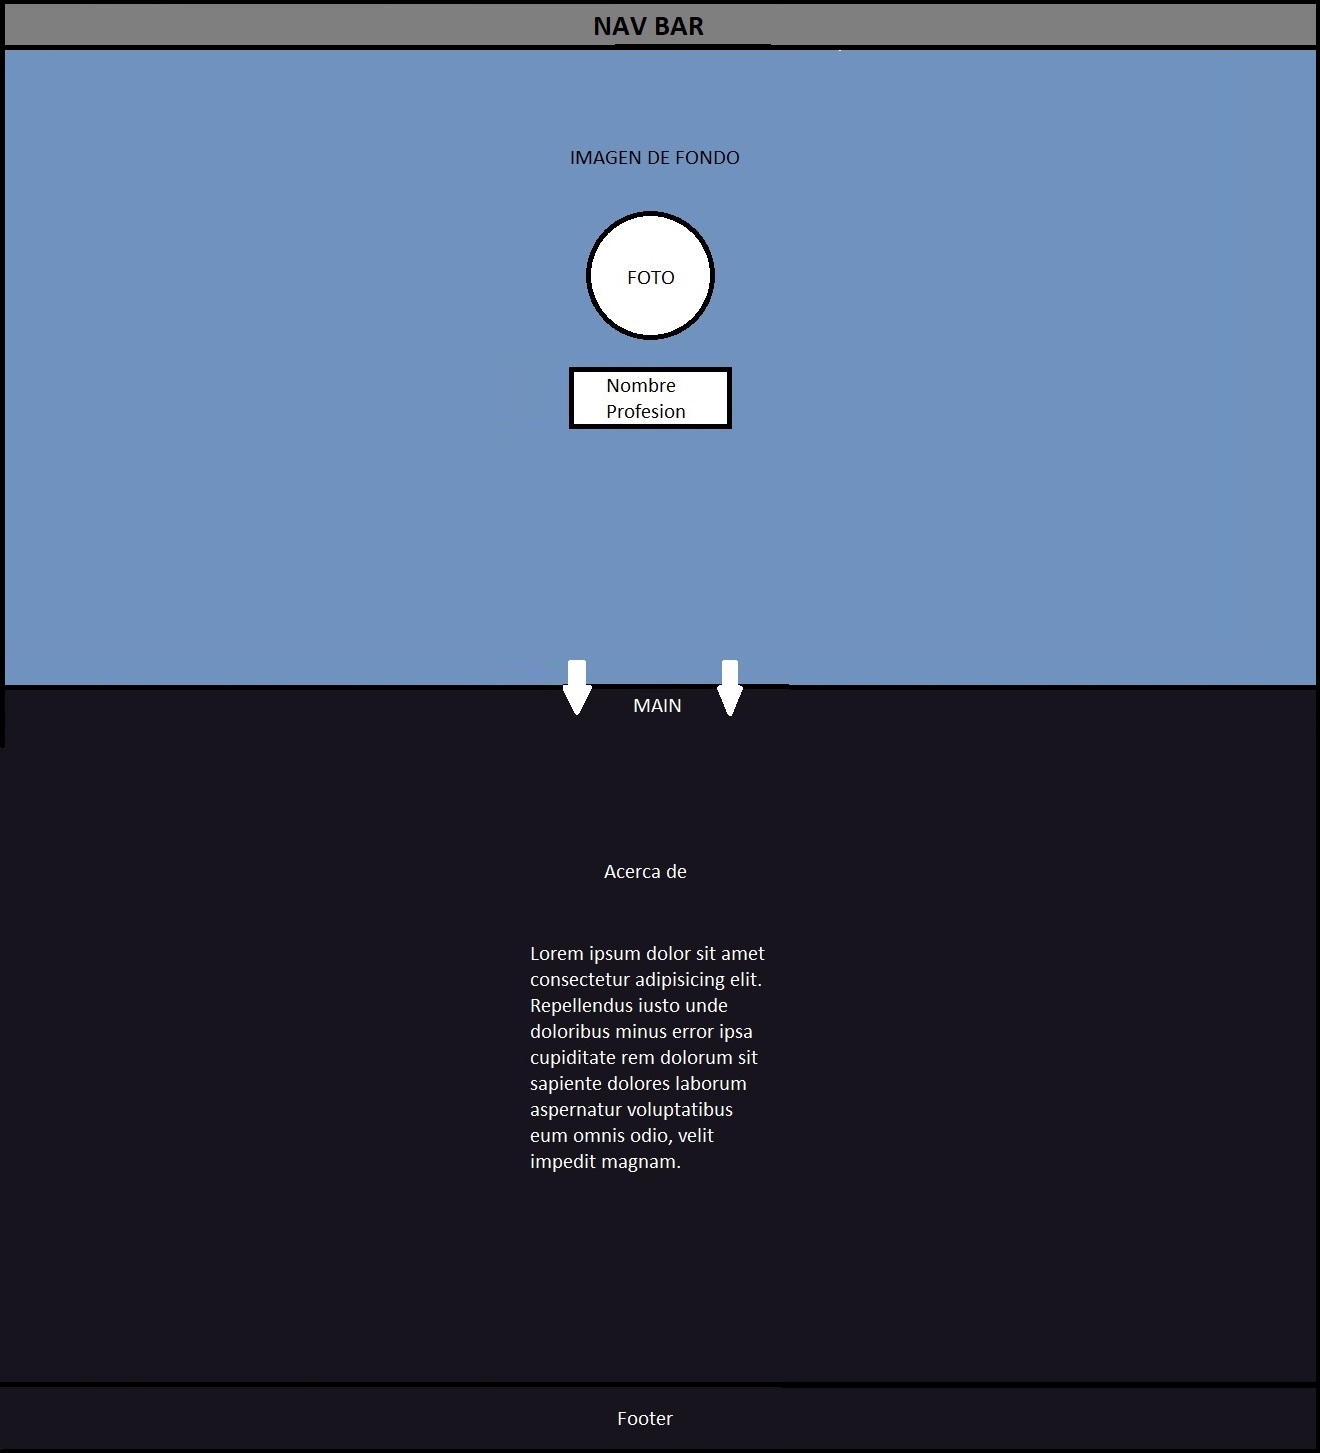 NAV BAR
IMAGEN DE FONDO
FOTO
Nombre
Profesion
MAIN
Acerca de
Lorem ipsum dolor sit amet
consectetur adipisicing elit.
Repellendus iusto unde
doloribus minus error ipsa
cupiditate rem dolorum sit
sapiente dolores laborum
aspernatur voluptatibus
eum omnis odio, velit
impedit magnam.
Footer